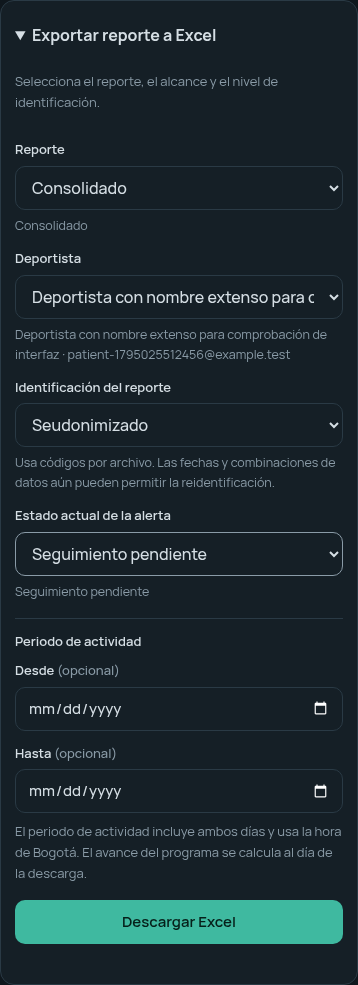 Exportar reporte a Excel
Selecciona el reporte, el alcance y el nivel de
identificación.
Reporte
Consolidado
Consolidado
Deportista
Deportista con nombre extenso para c
Deportista con nombre extenso para comprobación de
interfaz · patient-1795025512456@example.test
Identificación del reporte
Seudonimizado
Usa códigos por archivo. Las fechas y combinaciones de
datos aún pueden permitir la reidentificación.
Estado actual de la alerta
Seguimiento pendiente
Seguimiento pendiente
Periodo de actividad
Desde (opcional)
mm/dd/yyyy
Hasta (opcional)
mm/dd/yyyy
El periodo de actividad incluye ambos días y usa la hora
de Bogotá. El avance del programa se calcula al día de
la descarga.
Descargar Excel